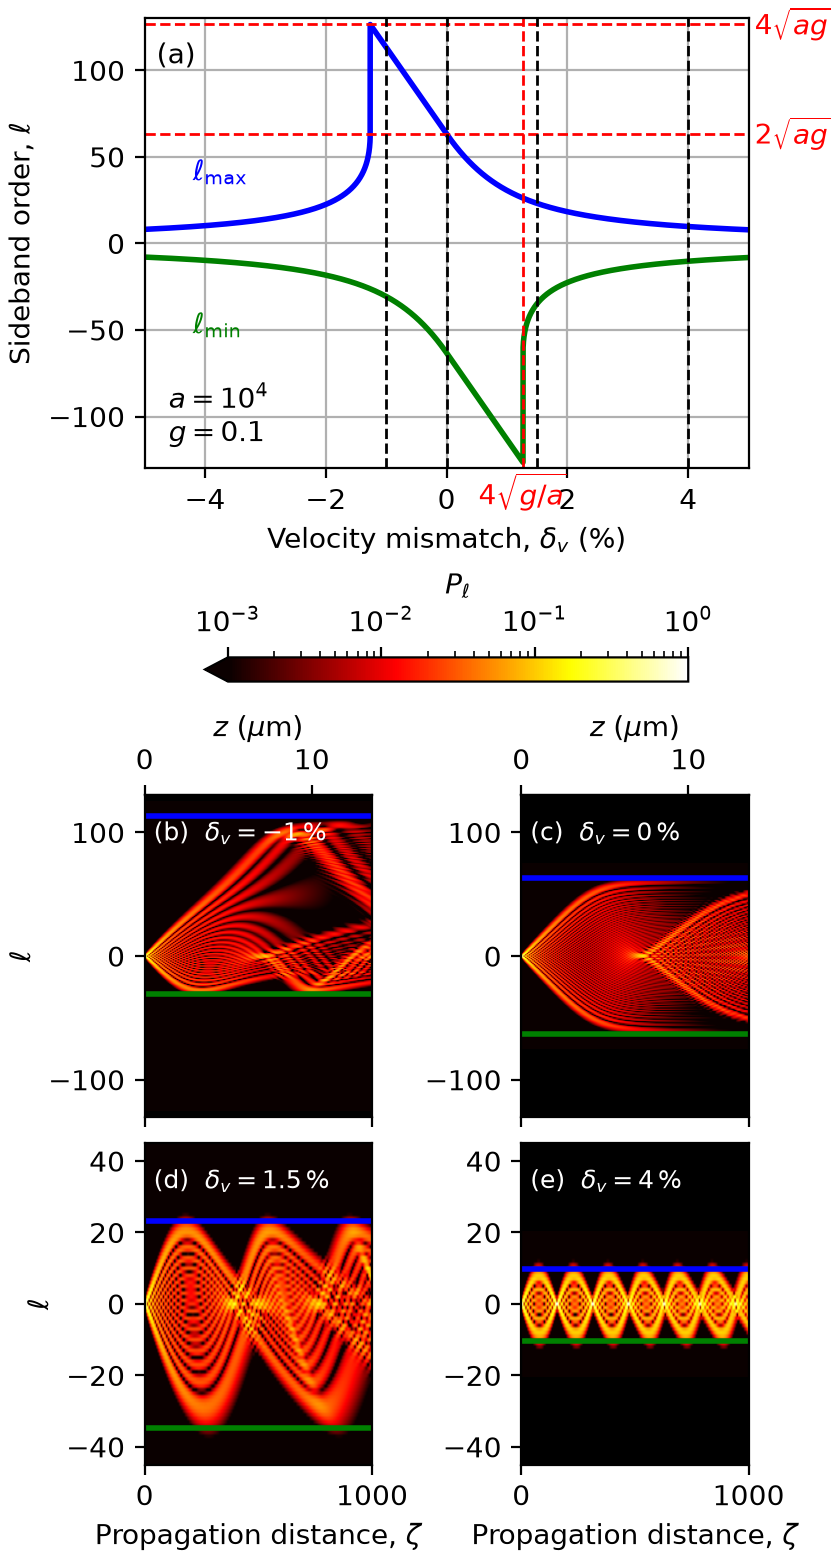 4√ag
(a)
100
2√ag
50
ℓmax
0
ℓmin
−50
a = 10⁴
−100
g = 0.1
Sideband order, ℓ
−4 −2 0 4√g/a 2 4
Velocity mismatch, δᵥ (%)
Pℓ
10⁻³ 10⁻² 10⁻¹ 10⁰
z (μm) z (μm)
0 10 0 10
100 (b) δᵥ = −1 % 100 (c) δᵥ = 0 %
ℓ 0 0
−100 −100
40 (d) δᵥ = 1.5 % 40 (e) δᵥ = 4 %
20 20
ℓ 0 0
−20 −20
−40 −40
0 1000 0 1000
Propagation distance, ζ Propagation distance, ζ